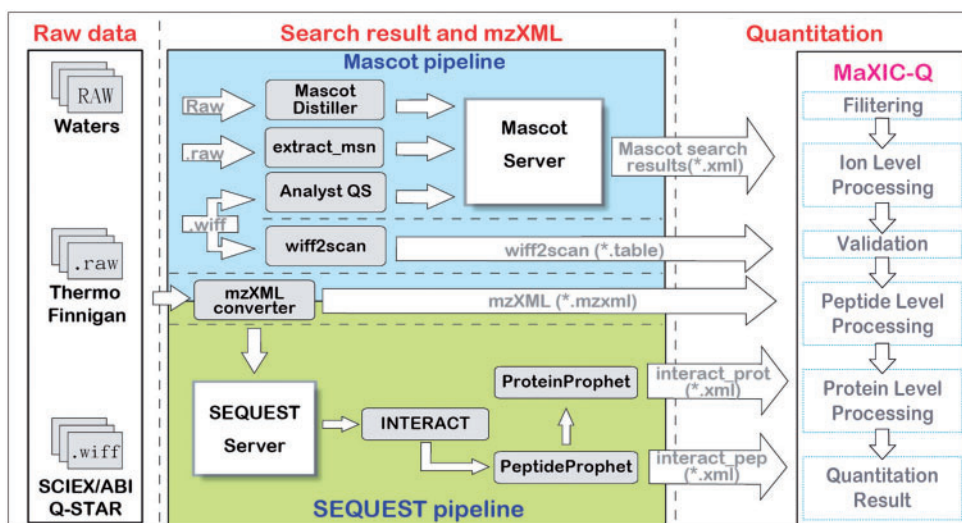 Raw data
Search result and mzXML
Quantitation
RAW
Waters
.raw
Thermo
Finnigan
.wiff
SCIEX/ABI
Q-STAR
Mascot pipeline
Raw
Mascot
Distiller
.raw
extract_msn
Analyst QS
.wiff
wiff2scan
Mascot
Server
Mascot search
results(*.xml)
wiff2scan (*.table)
mzXML
converter
mzXML (*.mzxml)
SEQUEST
Server
INTERACT
ProteinProphet
PeptideProphet
interact_prot
(*.xml)
interact_pep
(*.xml)
SEQUEST pipeline
MaXIC-Q
Filitering
Ion Level
Processing
Validation
Peptide Level
Processing
Protein Level
Processing
Quantitation
Result